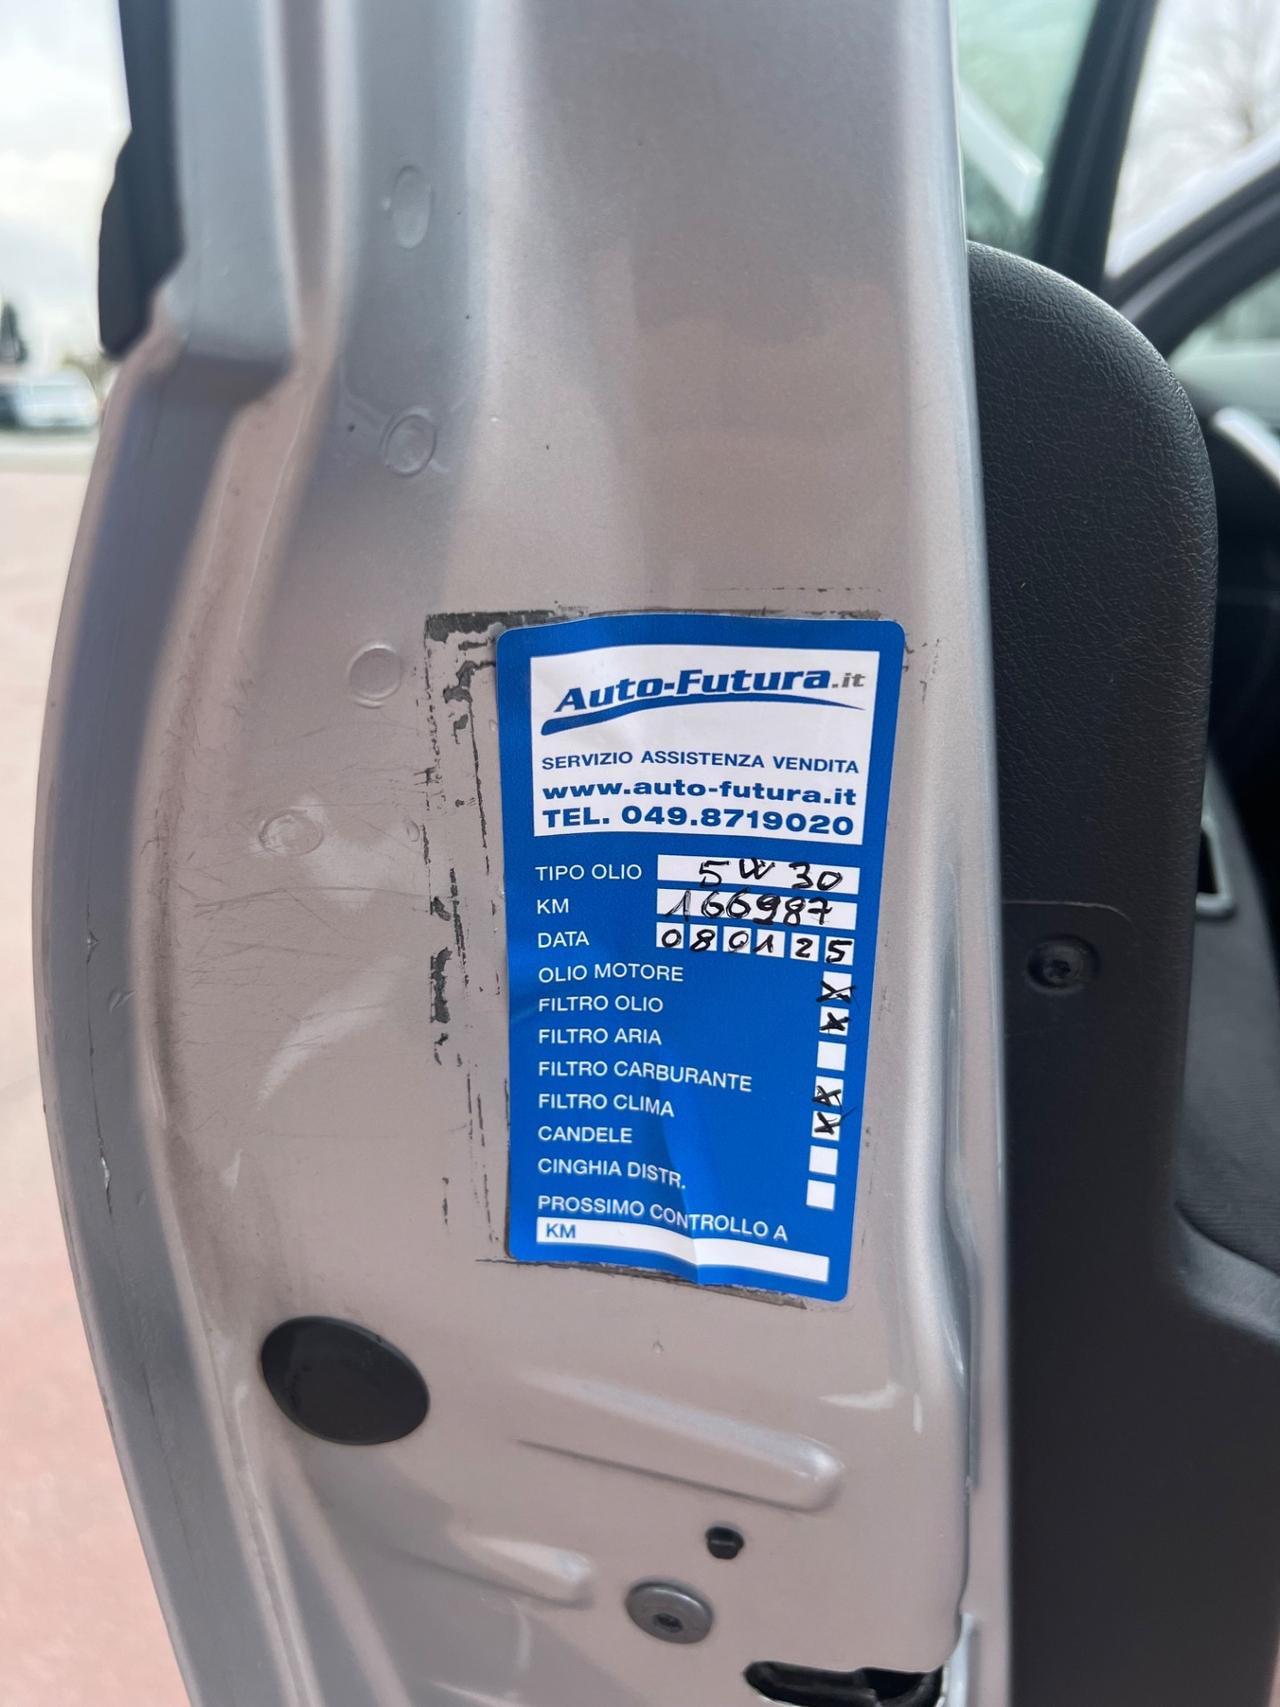 Auto-Futura.it
SERVIZIO ASSISTENZA VENDITA
www.auto-futura.it
TEL. 049.8719020
TIPO OLIO 5W30
KM 166987
DATA 080125
OLIO MOTORE X
FILTRO OLIO X
FILTRO ARIA
FILTRO CARBURANTE X
FILTRO CLIMA X
CANDELE
CINGHIA DISTR.
PROSSIMO CONTROLLO A
KM